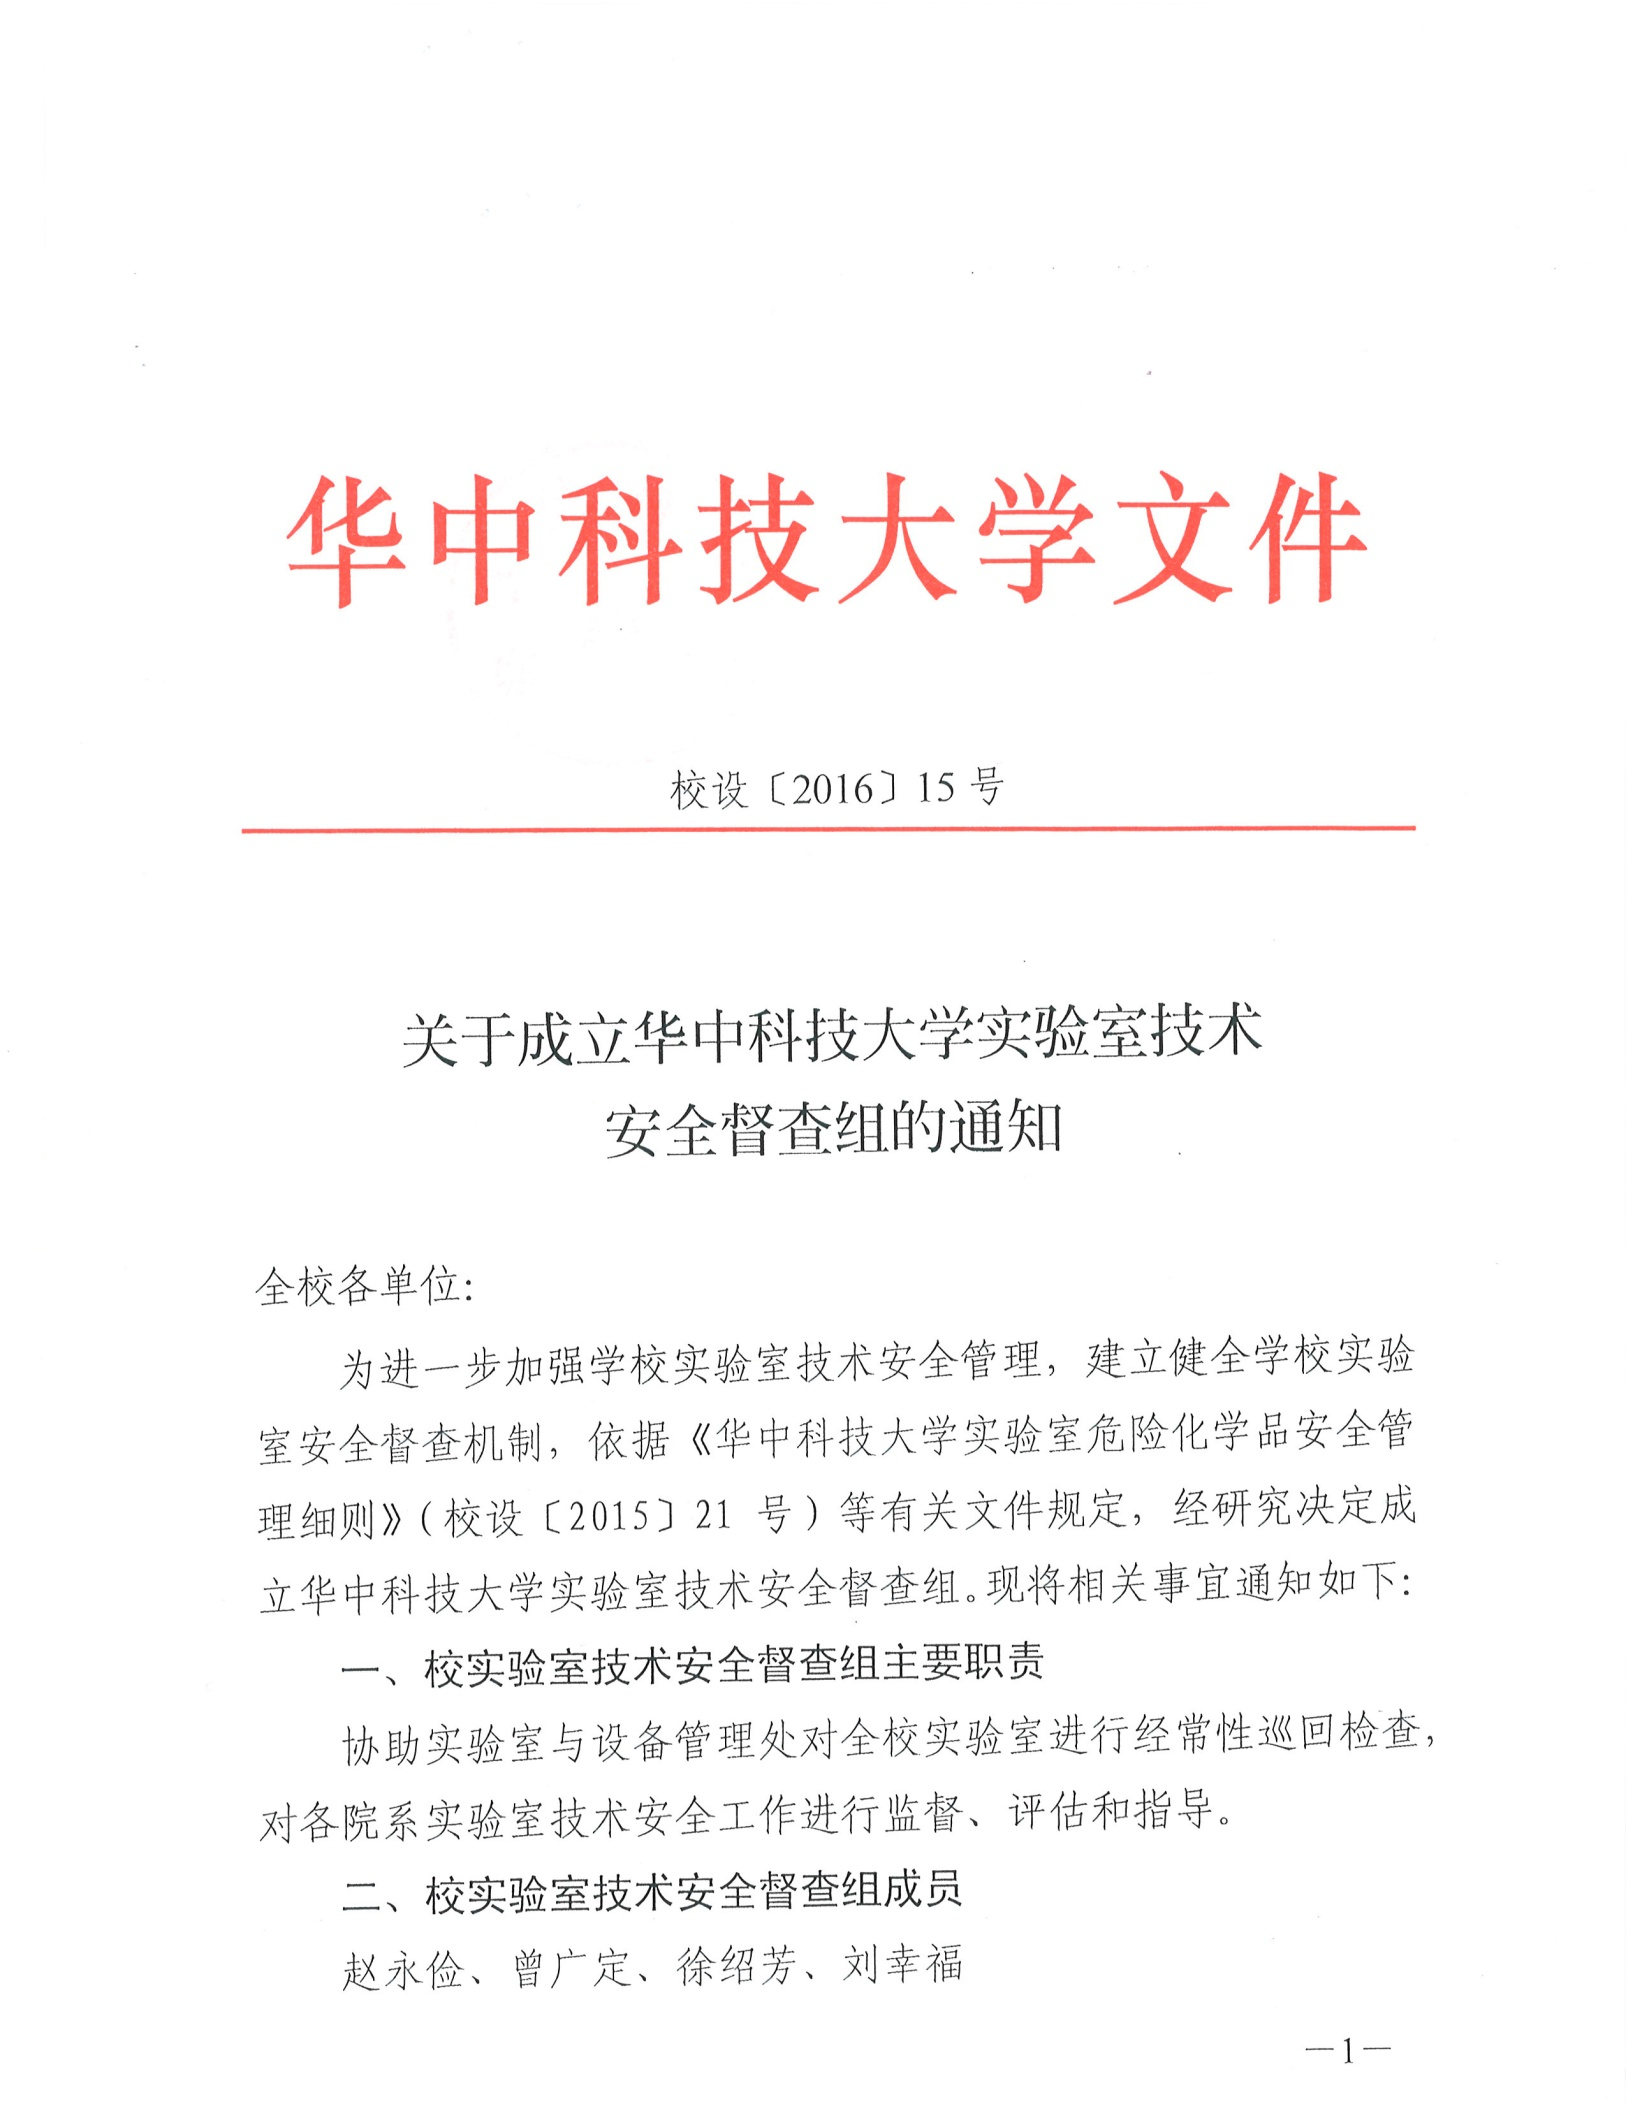 华中科技大学文件
校设〔2016〕15 号
关于成立华中科技大学实验室技术
安全督查组的通知
全校各单位：
为进一步加强学校实验室技术安全管理，建立健全学校实验
室安全督查机制，依据《华中科技大学实验室危险化学品安全管
理细则》（校设〔2015〕21 号）等有关文件规定，经研究决定成
立华中科技大学实验室技术安全督查组。现将相关事宜通知如下：
一、校实验室技术安全督查组主要职责
协助实验室与设备管理处对全校实验室进行经常性巡回检查，
对各院系实验室技术安全工作进行监督、评估和指导。
二、校实验室技术安全督查组成员
赵永俭、曾广定、徐绍芳、刘幸福
—1—